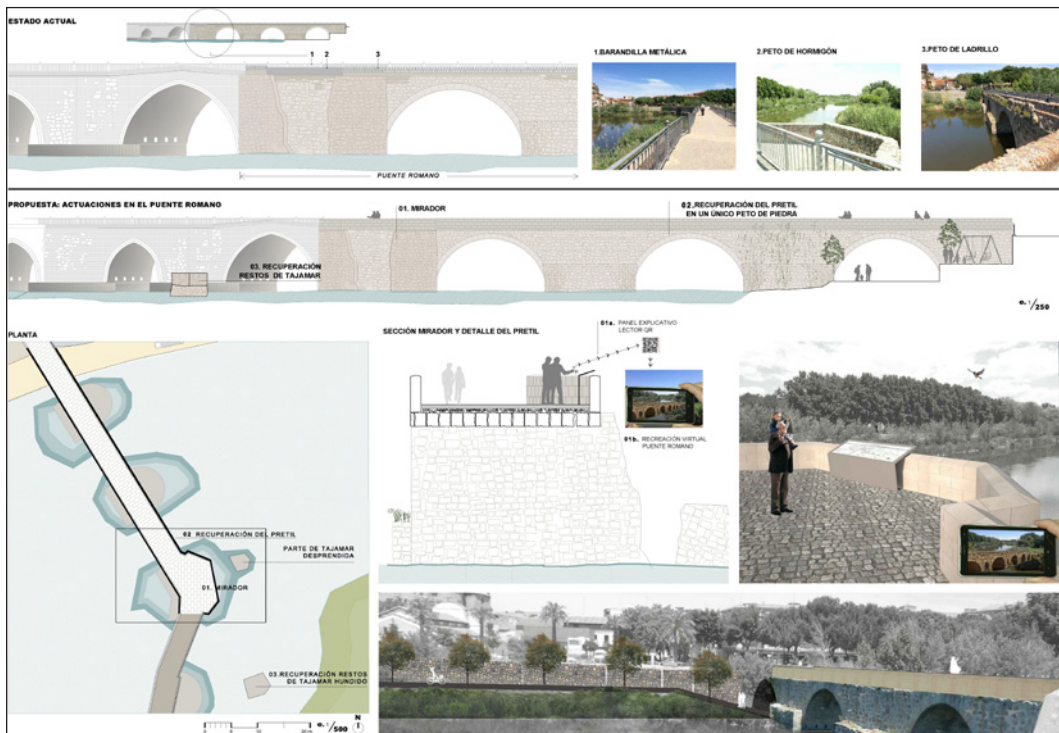 ESTADO ACTUAL
1 2 3
PUENTE ROMANO
1.BARANDILLA METÁLICA
2.PETO DE HORMIGÓN
3.PETO DE LADRILLO
PROPUESTA: ACTUACIONES EN EL PUENTE ROMANO
01. MIRADOR
02.RECUPERACIÓN DEL PRETIL
EN UN ÚNICO PETO DE PIEDRA
03. RECUPERACIÓN
RESTOS DE TAJAMAR
e. 1/250
PLANTA
02 RECUPERACIÓN DEL PRETIL
PARTE DE TAJAMAR
DESPRENDIDA
01. MIRADOR
03.RECUPERACIÓN RESTOS
DE TAJAMAR HUNDIDO
e. 1/500
N
SECCIÓN MIRADOR Y DETALLE DEL PRETIL
01a. PANEL EXPLICATIVO
LECTOR QR
01b. RECREACIÓN VIRTUAL
PUENTE ROMANO